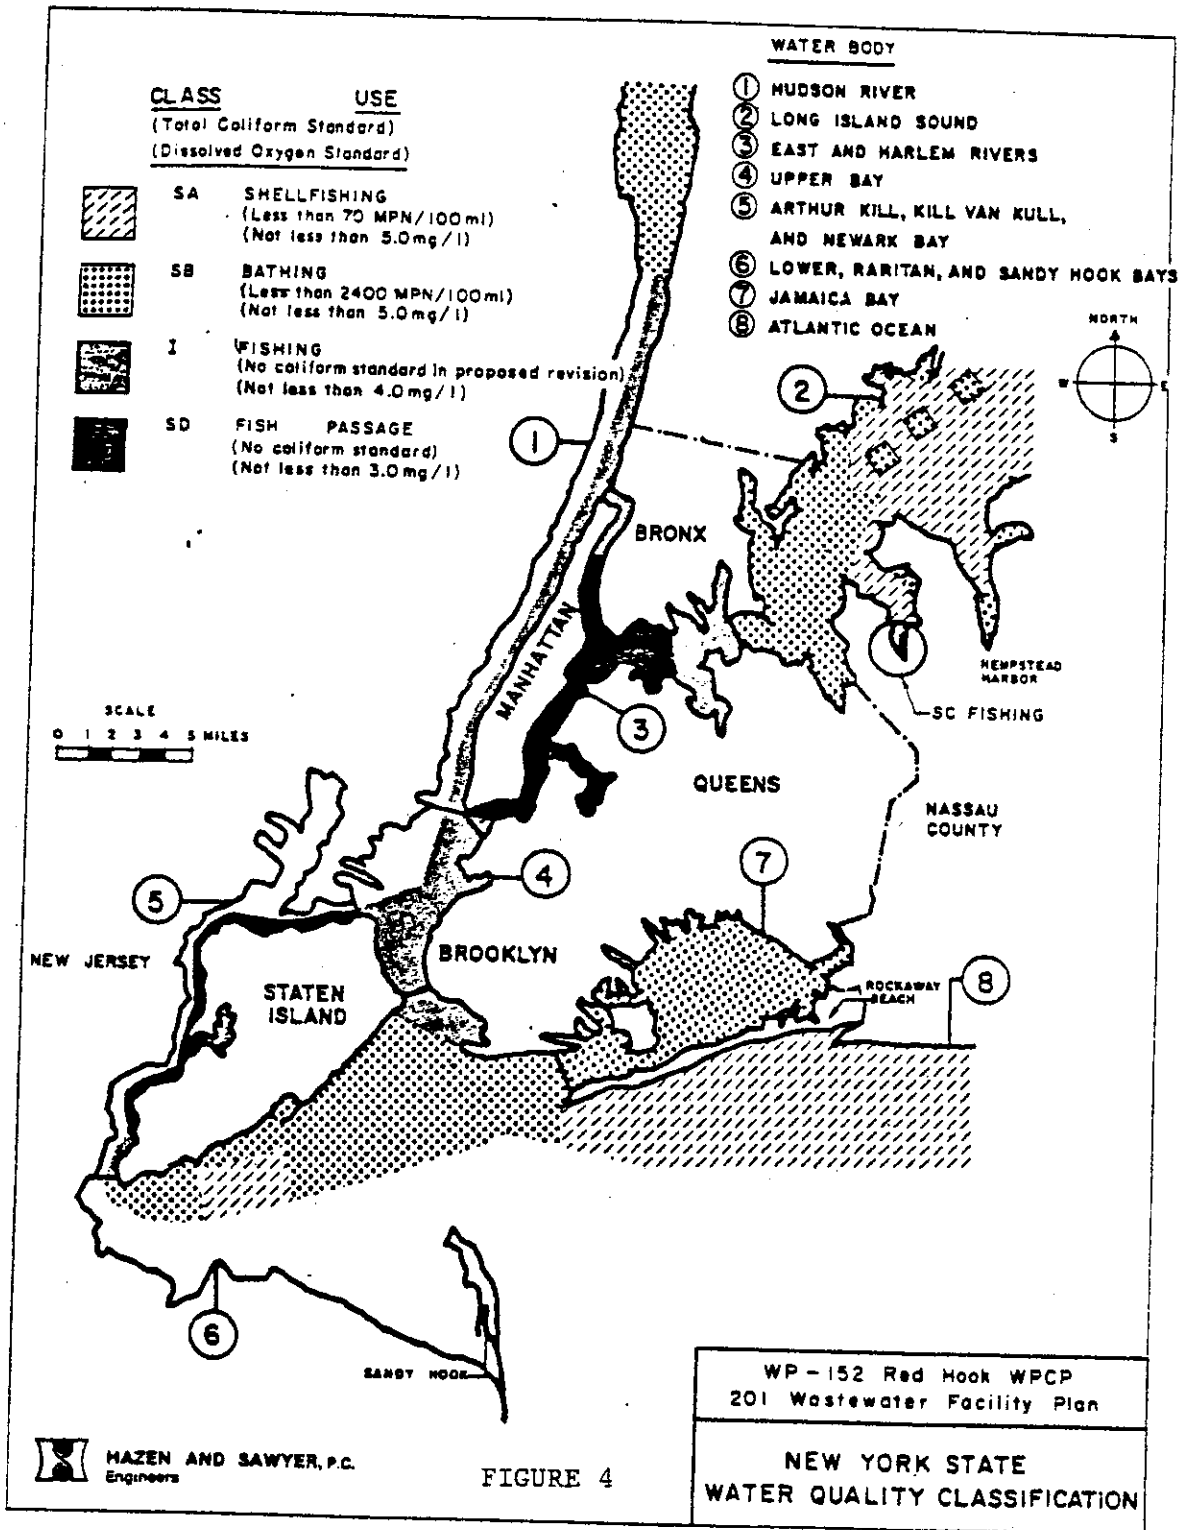 CLASS USE
(Total Coliform Standard)
(Dissolved Oxygen Standard)
SA SHELLFISHING
(Less than 70 MPN/100ml)
(Not less than 5.0mg/l)
SB BATHING
(Less than 2400 MPN/100ml)
(Not less than 5.0mg/l)
I FISHING
(No coliform standard in proposed revision)
(Not less than 4.0mg/l)
SD FISH PASSAGE
(No coliform standard)
(Not less than 3.0mg/l)
WATER BODY
1 HUDSON RIVER
2 LONG ISLAND SOUND
3 EAST AND HARLEM RIVERS
4 UPPER BAY
5 ARTHUR KILL, KILL VAN KULL,
AND NEWARK BAY
6 LOWER, RARITAN, AND SANDY HOOK BAYS
7 JAMAICA BAY
8 ATLANTIC OCEAN
NORTH
W E
S
2
1
BRONX
MANHATTAN
HEMPSTEAD
HARBOR
SC FISHING
3
SCALE
0 1 2 3 4 5 MILES
QUEENS
NASSAU
COUNTY
4
7
5
BROOKLYN
NEW JERSEY
STATEN
ISLAND
ROCKAWAY
BEACH
8
6
SANDY HOOK
WP-152 Red Hook WPCP
201 Wastewater Facility Plan
HAZEN AND SAWYER, P.C.
Engineers
FIGURE 4
NEW YORK STATE
WATER QUALITY CLASSIFICATION